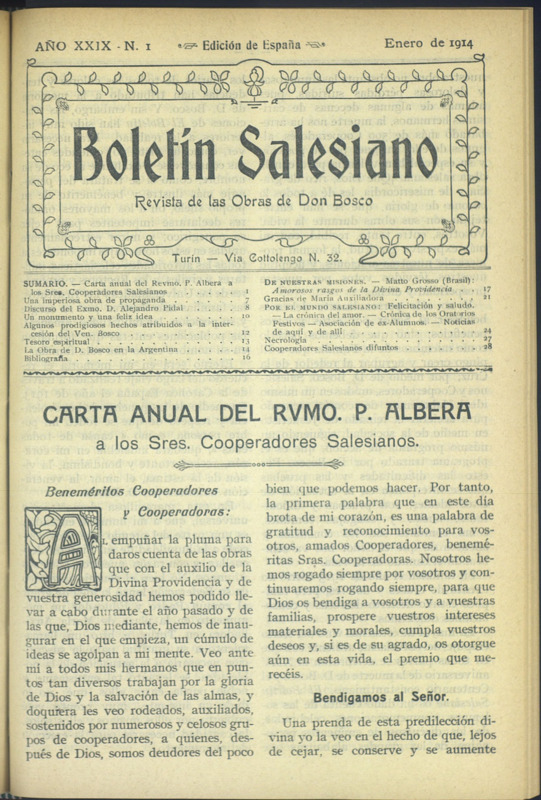 AÑO XXIX - N. 1 Edición de España Enero de 1914
Boletín Salesiano
Revista de las Obras de Don Bosco
Turín — Via Cottolengo N. 32.
SUMARIO. — Carta anual del Revmo. P. Albera a
los Sres. Cooperadores Salesianos . . . . . . . 1
Una imperiosa obra de propaganda . . . . . . . 7
Discurso del Exmo. D. Alejandro Pidal . . . . . 8
Un monumento y una feliz idea . . . . . . . 10
Algunos prodigiosos hechos atribuidos a la inter-
cesión del Ven. Bosco . . . . . . . 12
Tesoro espiritual . . . . . . . 13
La Obra de D. Bosco en la Argentina . . . . . 14
Bibliografia . . . . . . . 16
DE NUESTRAS MISIONES. — Matto Grosso (Brasil):
Amorosos rasgos de la Divina Providencia . . . 17
Gracias de María Auxiliadora . . . . . . . 21
POR EL MUNDO SALESIANO: Felicitación y saludo.
— La crónica del amor. — Crónica de los Oratorios
Festivos — Asociación de ex-Alumnos. — Noticias
de aquí y de allí . . . . . . . 24
Necrología . . . . . . . 27
Cooperadores Salesianos difuntos . . . . . . . 28
CARTA ANUAL DEL RVMO. P. ALBERA
a los Sres. Cooperadores Salesianos.
Beneméritos Cooperadores
y Cooperadoras:
AL empuñar la pluma para
daros cuenta de las obras
que con el auxilio de la
Divina Providencia y de
vuestra generosidad hemos podido lle-
var a cabo durante el año pasado y de
las que, Dios mediante, hemos de inau-
gurar en el que empieza, un cúmulo de
ideas se agolpan a mi mente. Veo ante
mí a todos mis hermanos que en pun-
tos tan diversos trabajan por la gloria
de Dios y la salvación de las almas, y
doquiera les veo rodeados, auxiliados,
sostenidos por numerosos y celosos gru-
pos de cooperadores, a quienes, des-
pués de Dios, somos deudores del poco
bien que podemos hacer. Por tanto,
la primera palabra que en este día
brota de mi corazón, es una palabra de
gratitud y reconocimiento para vos-
otros, amados Cooperadores, benemé-
ritas Sras. Cooperadoras. Nosotros he-
mos rogado siempre por vosotros y con-
tinuaremos rogando siempre, para que
Dios os bendiga a vosotros y a vuestras
familias, prospere vuestros intereses
materiales y morales, cumpla vuestros
deseos y, si es de su agrado, os otorgue
aún en esta vida, el premio que me-
recéis.
Bendigamos al Señor.
Una prenda de esta predilección di-
vina yo la veo en el hecho de que, lejos
de cejar, se conserve y se aumente